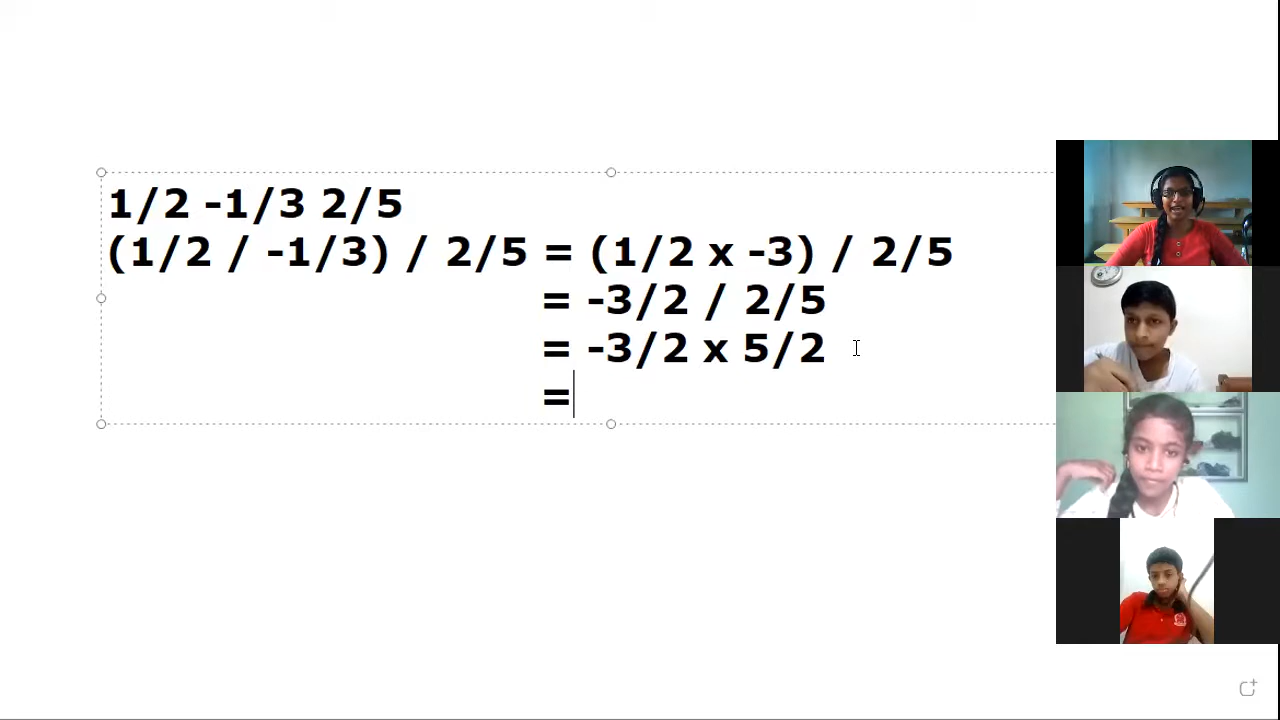 1/2 -1/3 2/5
(1/2 / -1/3) / 2/5 = (1/2 x -3) / 2/5
= -3/2 / 2/5
= -3/2 x 5/2
=